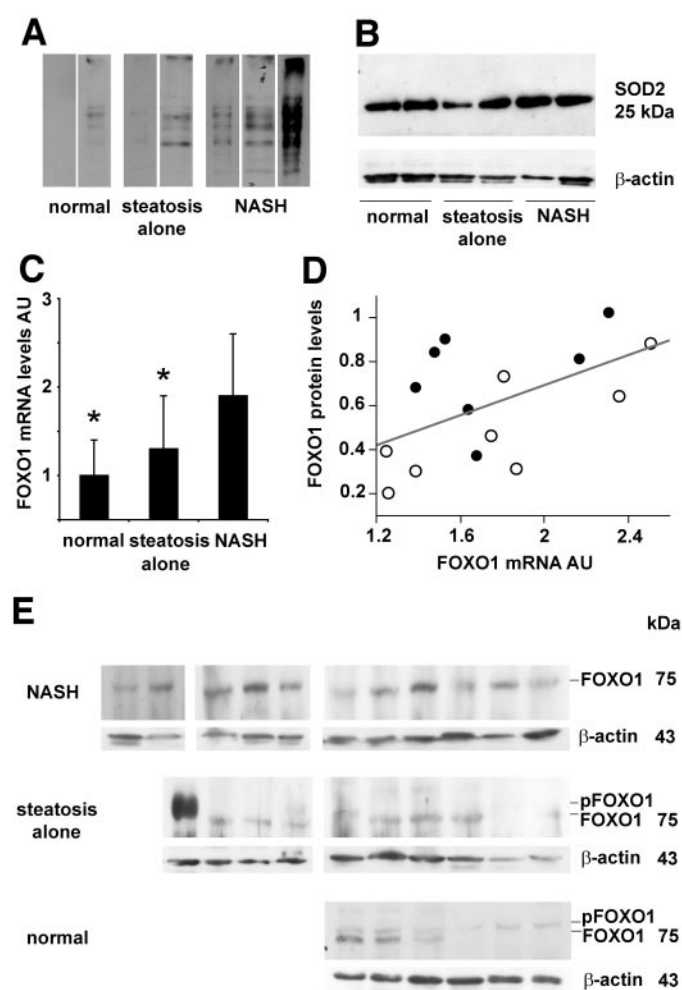 A
normal
steatosis
alone
NASH
B
SOD2
25 kDa
β-actin
normal
steatosis
alone
NASH
C
FOXO1 mRNA levels AU
3
2
1
*
*
normal steatosis NASH
alone
D
FOXO1 protein levels
1
0.8
0.6
0.4
0.2
1.2 1.6 2 2.4
FOXO1 mRNA AU
E
kDa
NASH
FOXO1 75
β-actin 43
steatosis
alone
pFOXO1
FOXO1 75
β-actin 43
normal
pFOXO1
FOXO1 75
β-actin 43